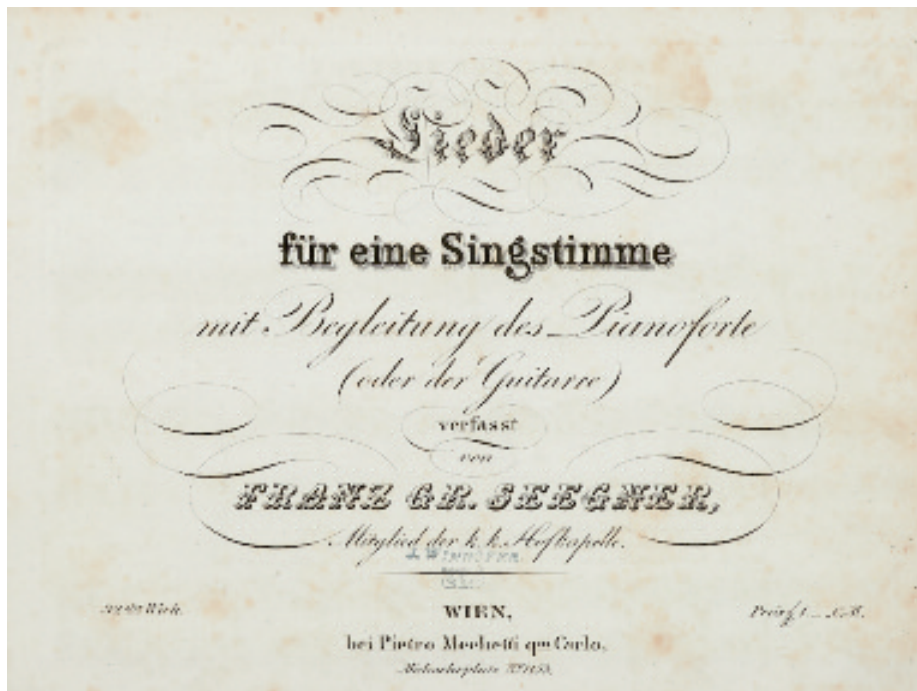 Lieder
für eine Singstimme
mit Begleitung des Pianoforte
(oder der Guitarre)
verfasst
von
FRANZ GR. SEEGNER,
Mitglied der k. k. Hofkapelle.
WIEN,
bei Pietro Mechetti qm Carlo,